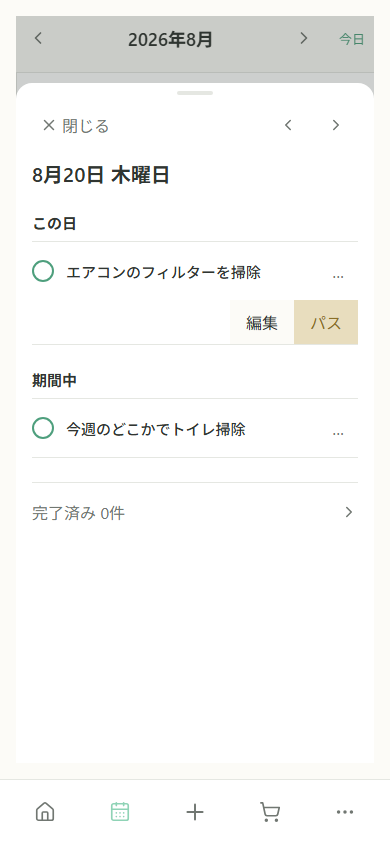 2026年8月 今日
閉じる
8月20日 木曜日
この日
エアコンのフィルターを掃除 ...
編集 パス
期間中
今週のどこかでトイレ掃除 ...
完了済み 0件